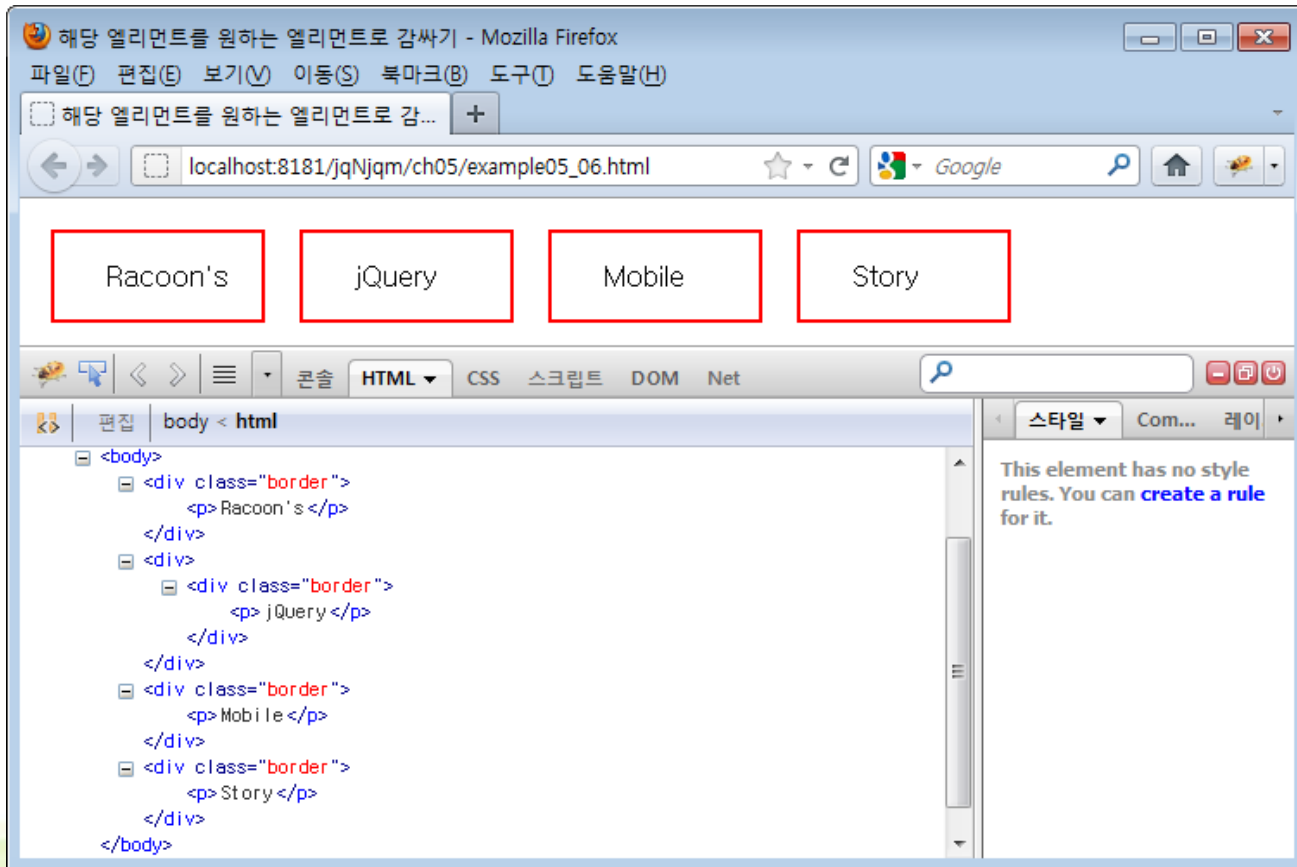 해당 엘리먼트를 원하는 엘리먼트로 감싸기 - Mozilla Firefox
파일(F) 편집(E) 보기(V) 이동(S) 북마크(B) 도구(T) 도움말(H)
해당 엘리먼트를 원하는 엘리먼트로 감... +
localhost:8181/jqNjqm/ch05/example05_06.html Google
Racoon's jQuery Mobile Story
콘솔 HTML CSS 스크립트 DOM Net
편집 body < html 스타일 Com... 레이
<body>
<div class="border">
<p>Racoon's</p>
</div>
<div>
<div class="border">
<p>jQuery</p>
</div>
</div>
<div class="border">
<p>Mobile</p>
</div>
<div class="border">
<p>Story</p>
</div>
</body>
This element has no style
rules. You can create a rule
for it.